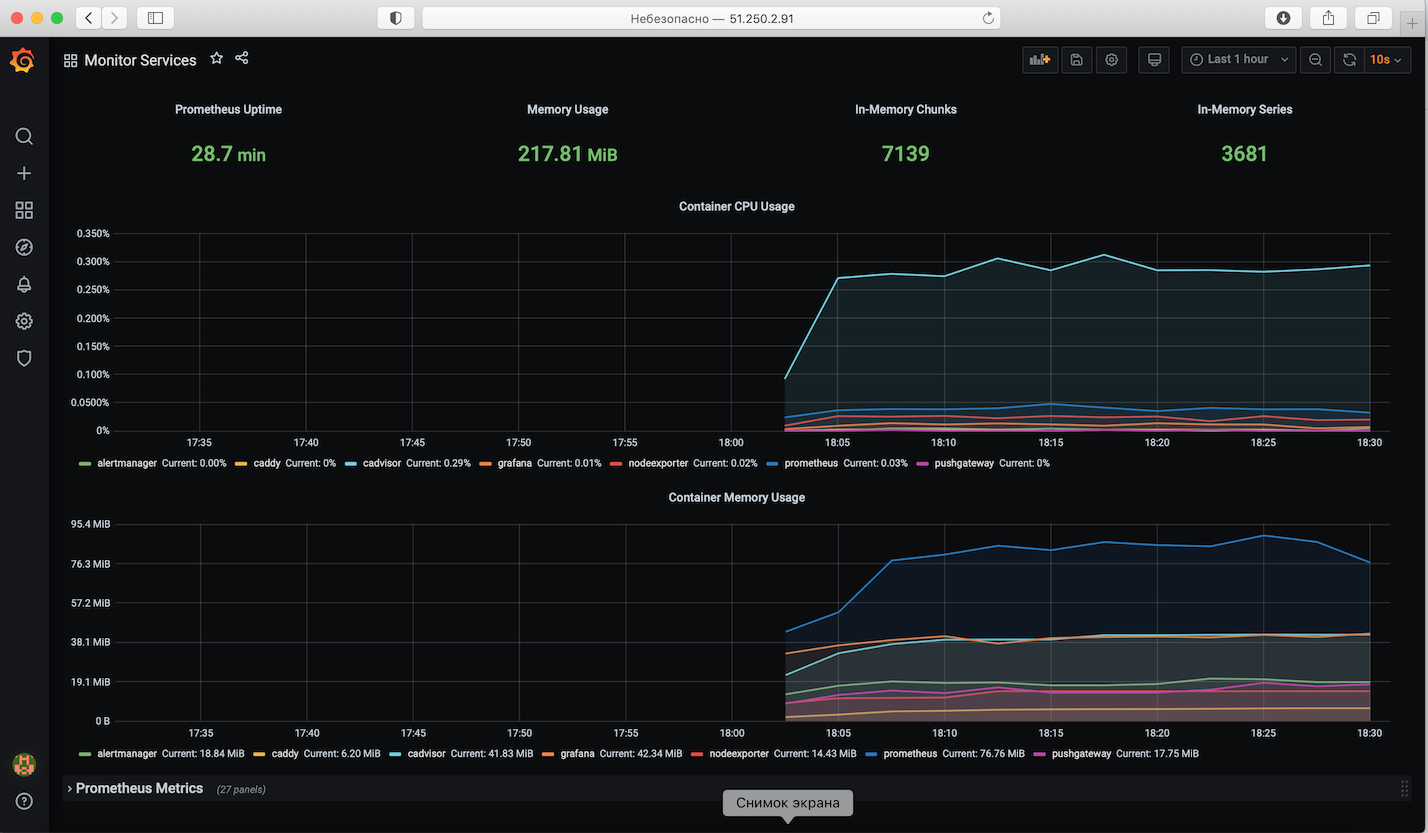 Небезопасно — 51.250.2.91
Monitor Services
Last 1 hour
10s
Prometheus Uptime
28.7 min
Memory Usage
217.81 MiB
In-Memory Chunks
7139
In-Memory Series
3681
Container CPU Usage
0.350%
0.300%
0.250%
0.200%
0.150%
0.100%
0.0500%
0%
17:35 17:40 17:45 17:50 17:55 18:00 18:05 18:10 18:15 18:20 18:25 18:30
alertmanager Current: 0.00% caddy Current: 0% cadvisor Current: 0.29% grafana Current: 0.01% nodeexporter Current: 0.02% prometheus Current: 0.03% pushgateway Current: 0%
Container Memory Usage
95.4 MiB
76.3 MiB
57.2 MiB
38.1 MiB
19.1 MiB
0 B
17:35 17:40 17:45 17:50 17:55 18:00 18:05 18:10 18:15 18:20 18:25 18:30
alertmanager Current: 18.84 MiB caddy Current: 6.20 MiB cadvisor Current: 41.83 MiB grafana Current: 42.34 MiB nodeexporter Current: 14.43 MiB prometheus Current: 76.76 MiB pushgateway Current: 17.75 MiB
Prometheus Metrics (27 panels)
Снимок экрана